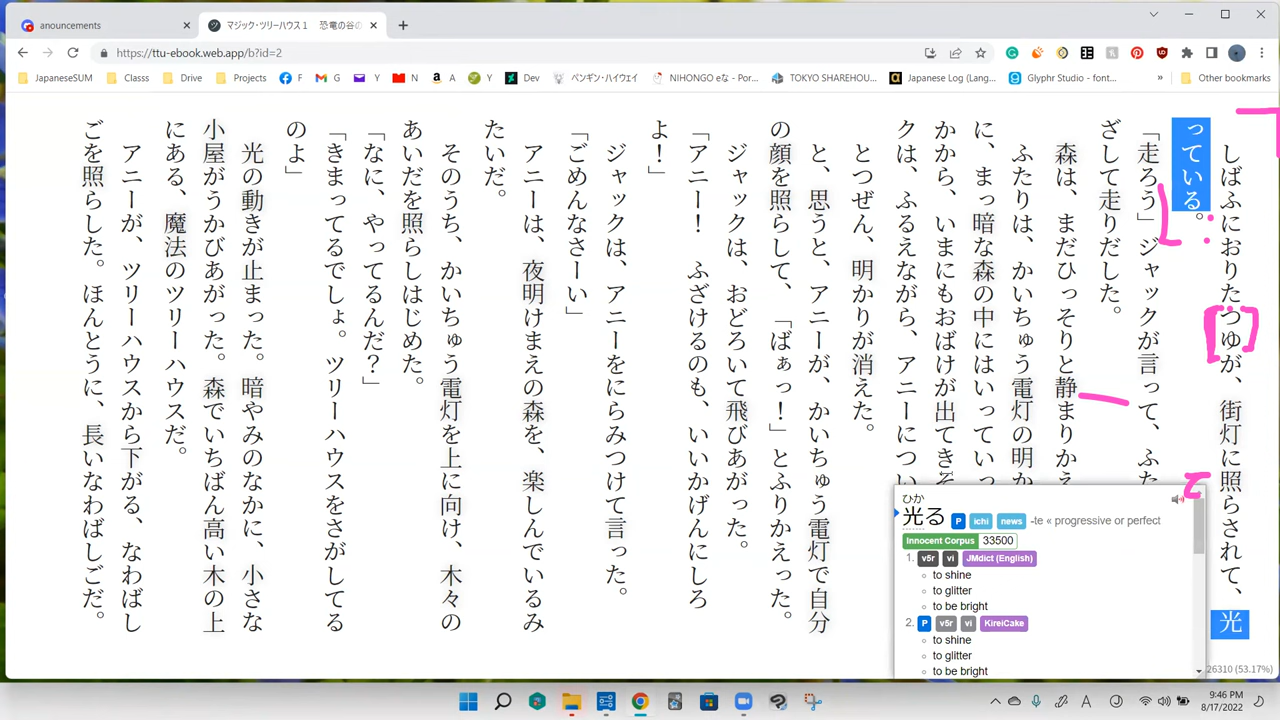 anouncements
マジック・ツリーハウス1 恐竜の谷の
https://ttu-ebook.web.app/b?id=2
JapaneseSUM
Classs
Drive
Projects
F
G
Y
N
A
Y
Dev
ペンギン・ハイウェイ
NIHONGO eな - Por...
TOKYO SHAREHOU...
Japanese Log (Lang...
Glyphr Studio - font...
»
Other bookmarks
しばふにおりたつゆが、街灯に照らされて、光
っている。
「走ろう」ジャックが言って、ふた
ざして走りだした。
森は、まだひっそりと静まりかえ
ふたりは、かいちゅう電灯の明か
に、まっ暗な森の中にはいっていっ
かから、いまにもおばけが出てきそ
クは、ふるえながら、アニーについ
とつぜん、明かりが消えた。
と、思うと、アニーが、かいちゅう電灯で自分
の顔を照らして、「ばぁっ！」とふりかえった。
ジャックは、おどろいて飛びあがった。
「アニー！　ふざけるのも、いいかげんにしろ
よ！」
ジャックは、アニーをにらみつけて言った。
「ごめんなさーい」
アニーは、夜明けまえの森を、楽しんでいるみ
たいだ。
そのうち、かいちゅう電灯を上に向け、木々の
あいだを照らしはじめた。
「なに、やってるんだ？」
「きまってるでしょ。ツリーハウスをさがしてる
のよ」
光の動きが止まった。暗やみのなかに、小さな
小屋がうかびあがった。森でいちばん高い木の上
にある、魔法のツリーハウスだ。
アニーが、ツリーハウスから下がる、なわばし
ごを照らした。ほんとうに、長いなわばしごだ。
ひか
光る P ichi news -te « progressive or perfect
Innocent Corpus 33500
1. v5r vi JMdict (English)
to shine
to glitter
to be bright
2. P v5r vi KireiCake
to shine
to glitter
to be bright
26310 (53.17%)
9:46 PM
8/17/2022